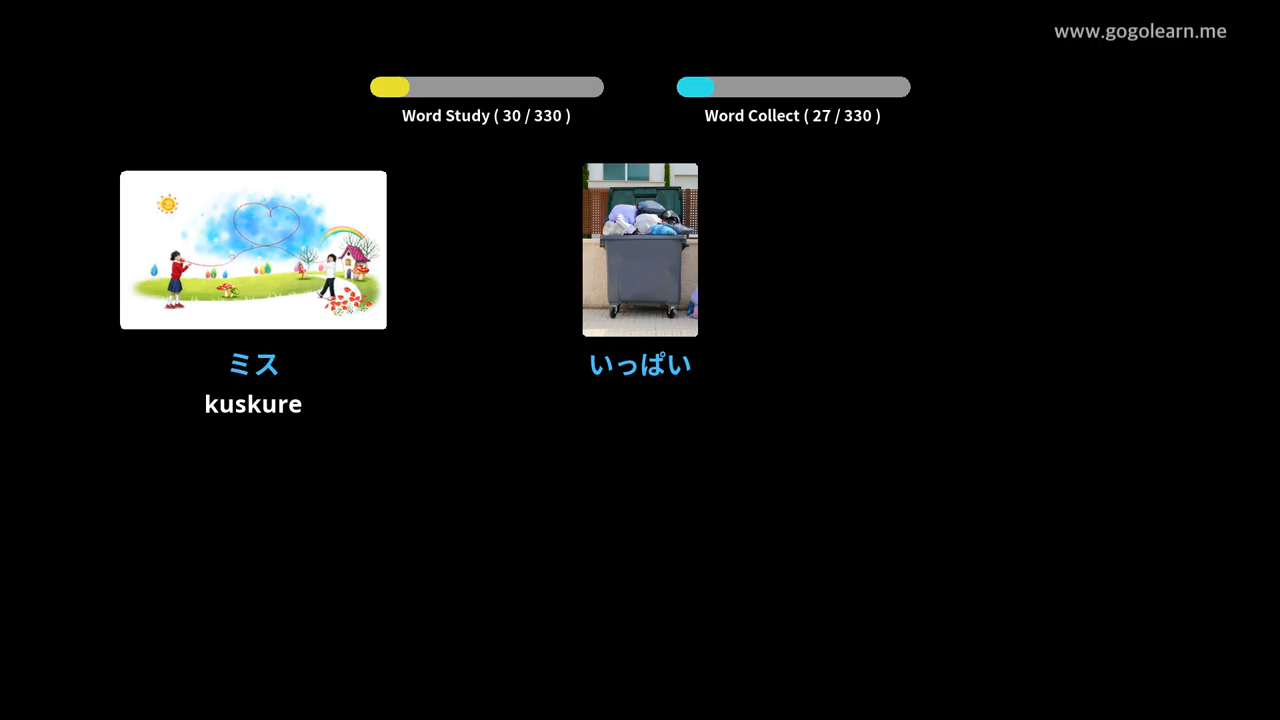 www.gogolearn.me
Word Study ( 30 / 330 )
Word Collect ( 27 / 330 )
ミス
kuskure
いっぱい